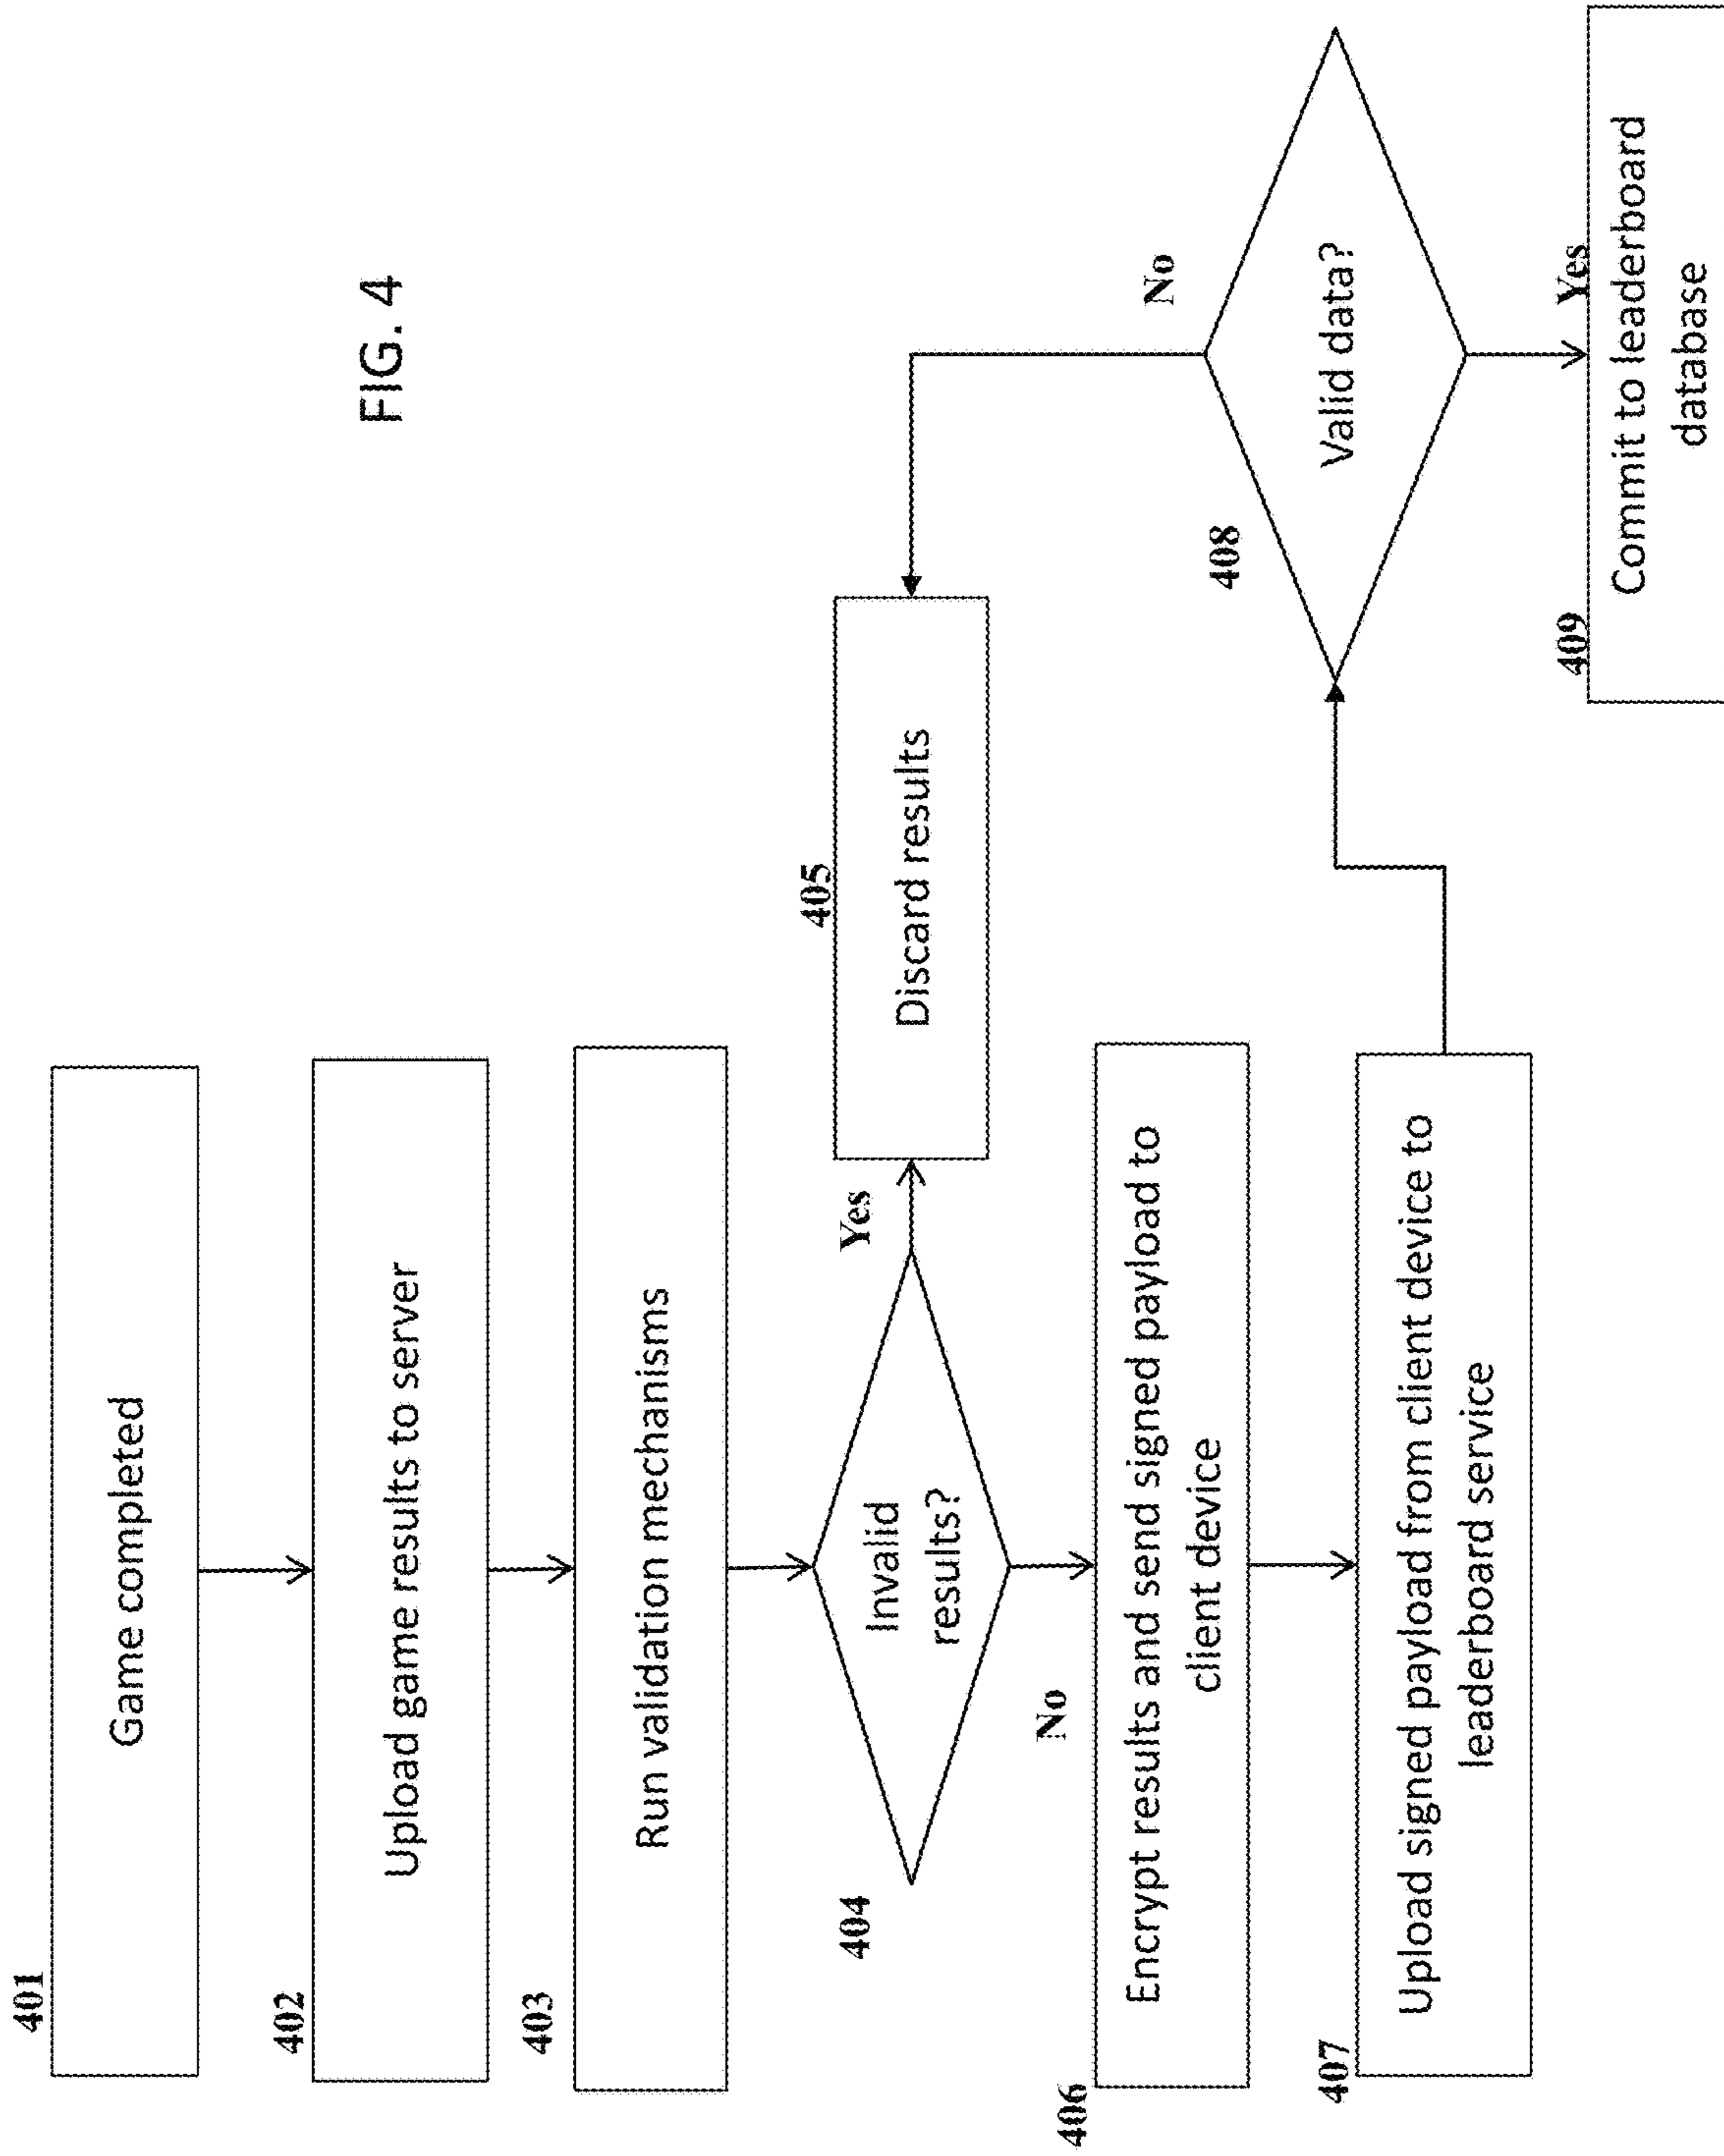 FIG. 4
401
Game completed
402
Upload game results to server
403
Run validation mechanisms
404
Invalid
results?
Yes
405
Discard results
No
406
Encrypt results and send signed payload to
client device
407
Upload signed payload from client device to
leaderboard service
408
Valid data?
No
Yes
409
Commit to leaderboard
database